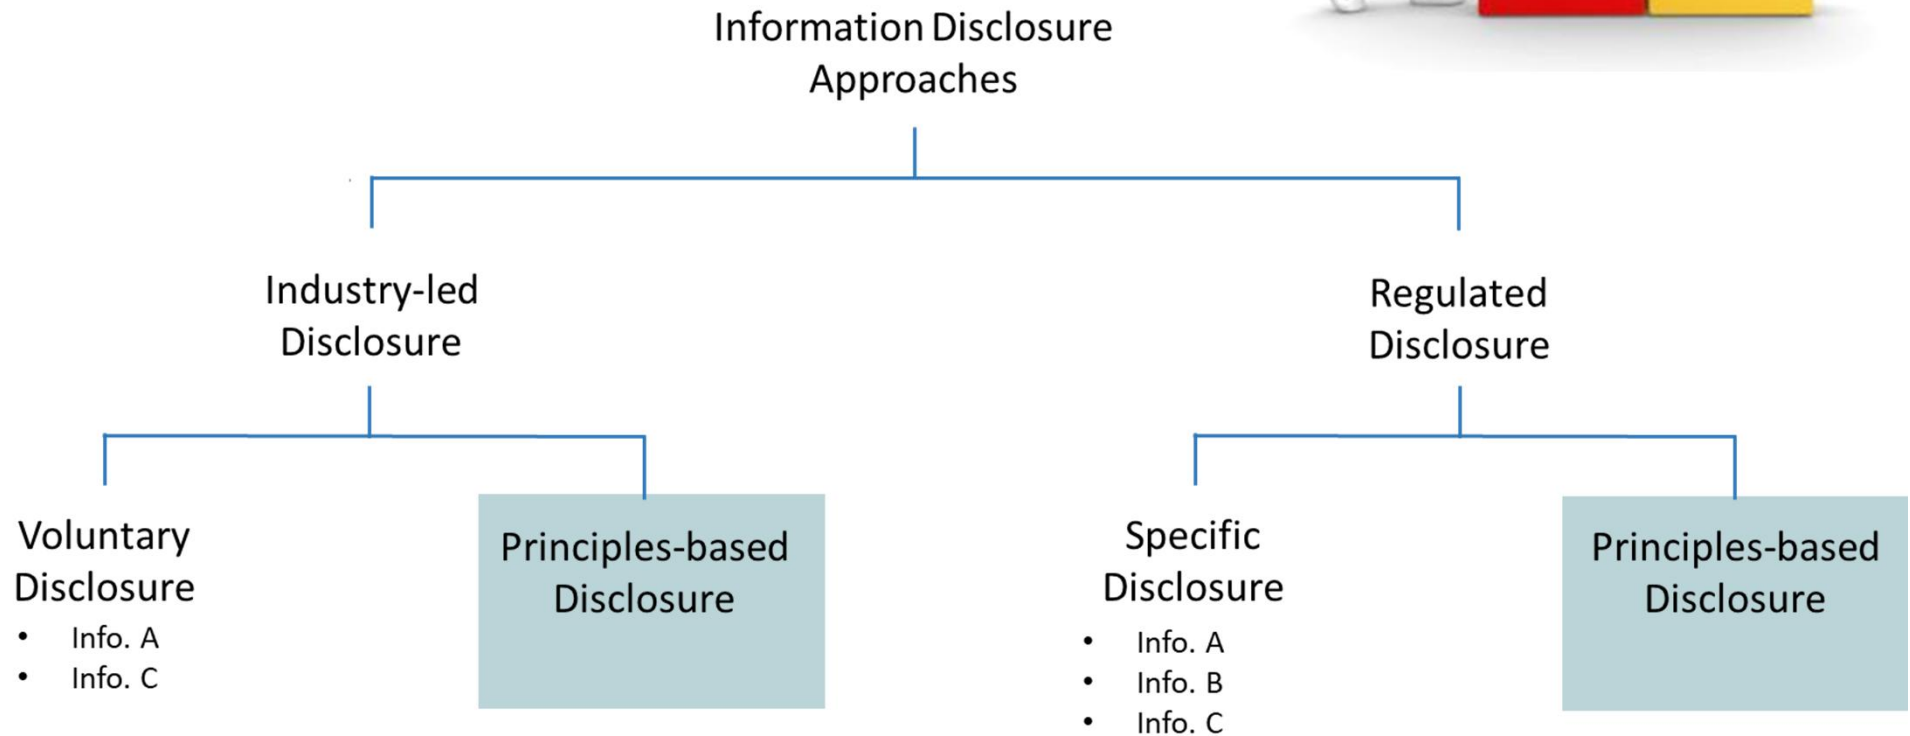 Information Disclosure
Approaches
Industry-led
Disclosure
Regulated
Disclosure
Voluntary
Disclosure
• Info. A
• Info. C
Principles-based
Disclosure
Specific
Disclosure
• Info. A
• Info. B
• Info. C
Principles-based
Disclosure